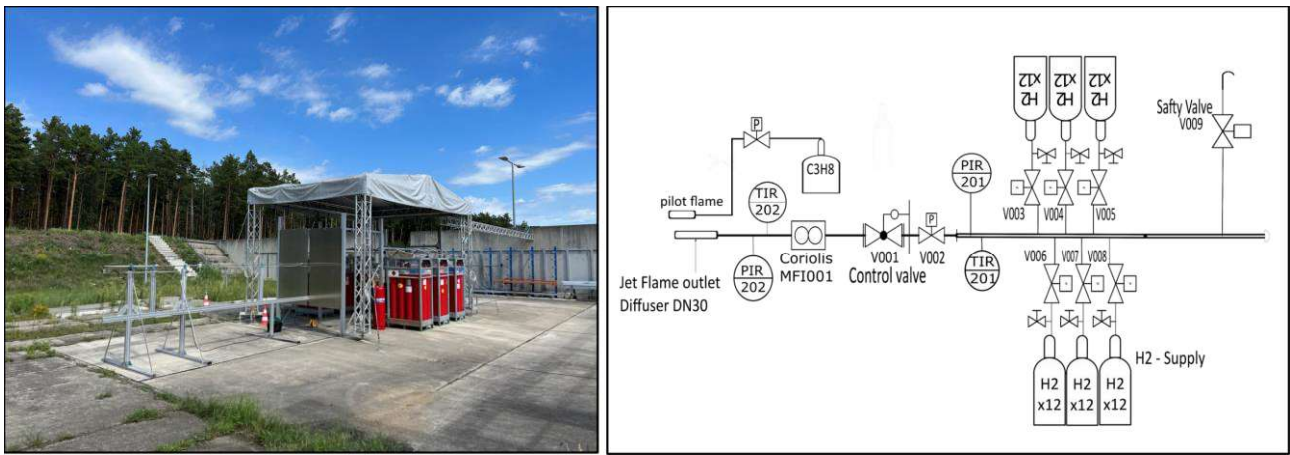 H2
x12
H2
x12
H2
x12
Safty Valve
V009
P
C3H8
PIR
201
TIR
202
V003
V004
V005
pilot flame
Coriolis
MFI001
V001
V002
Control valve
PIR
202
TIR
201
V006
V007
V008
Jet Flame outlet
Diffuser DN30
P
H2 - Supply
H2
x12
H2
x12
H2
x12